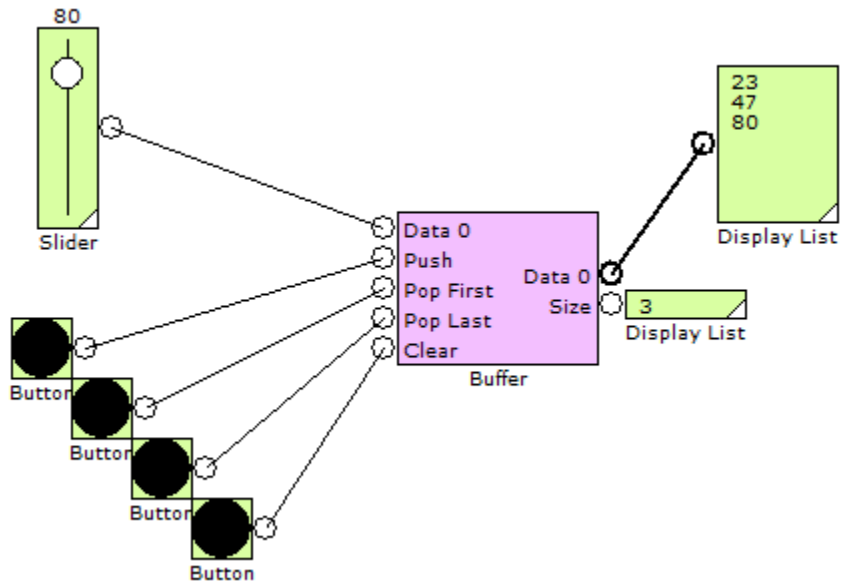 80
Slider
23
47
80
Display List
Data 0
Push
Pop First
Pop Last
Clear
Data 0
Size
Buffer
3
Display List
Button
Button
Button
Button